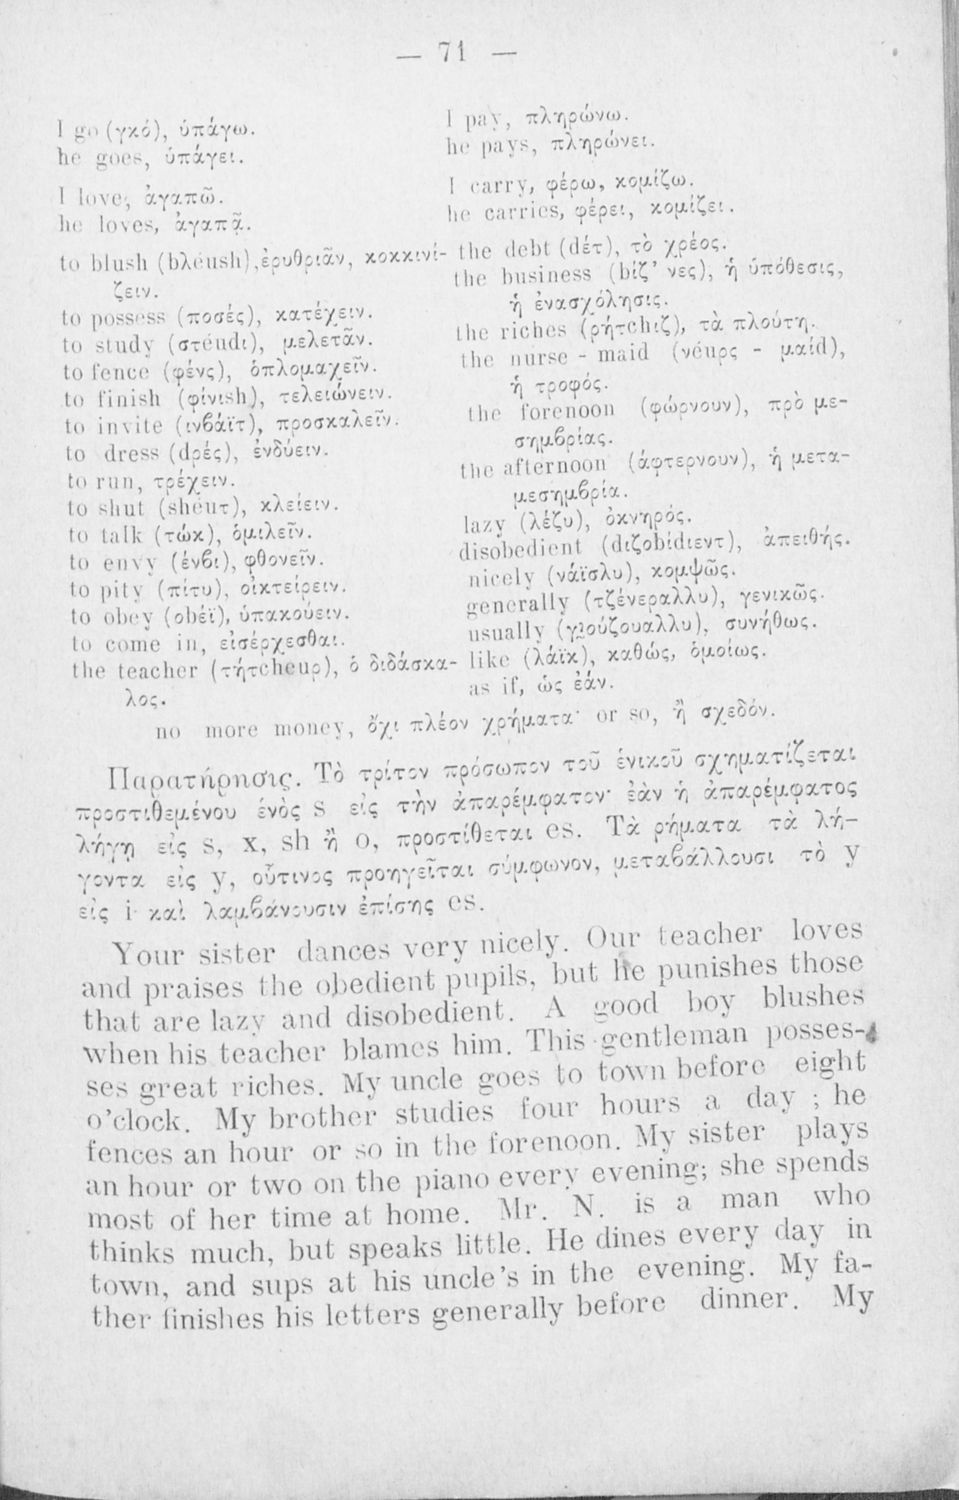 — 71 —
I go (γκό), ὑπάγω.
he goes, ὑπάγει.
I love, ἀγαπῶ.
he loves, ἀγαπᾷ.
to blush (bλέush), ἐρυθριᾶν, κοκκινί-
ζειν.
to possess (ποσές), κατέχειν.
to study (στέudι), μελετᾶν.
to fence (φένς), ὁπλομαχεῖν.
to finish (φίνιsh), τελειώνειν.
to invite (ινβάϊτ), προσκαλεῖν.
to dress (dρές), ἐνδύειν.
to run, τρέχειν.
to shut (shέuτ), κλείειν.
to talk (τώκ), ὁμιλεῖν.
to envy (ένβι), φθονεῖν.
to pity (πίτυ), οἰκτείρειν.
to obey (obέϊ), ὑπακούειν.
to come in, εἰσέρχεσθαι.
the teacher (τήτcheuρ), ὁ διδάσκα-
λος.
I pay, πληρώνω.
he pays, πληρώνει.
I carry, φέρω, κομίζω.
he carries, φέρει, κομίζει.
the debt (dέτ), τὸ χρέος.
the business (bίζ’ νες), ἡ ὑπόθεσις,
ἡ ἐνασχόλησις.
the riches (ρήτchιζ), τὰ πλούτη.
the nurse - maid (νέuρς - μαίd),
ἡ τροφός.
the forenoon (φώρνουν), πρὸ με-
σημβρίας.
the afternoon (άφτερνουν), ἡ μετα-
μεσημβρία.
lazy (λέζυ), ὀκνηρός.
disobedient (dιζοbίdιεντ), ἀπειθής.
nicely (νάϊσλυ), κομψῶς.
generally (τζένεραλλυ), γενικῶς.
usually (γιούζουαλλυ), συνήθως.
like (λάϊκ), καθώς, ὁμοίως.
as if, ὡς ἐάν.
no more money, ὄχι πλέον χρήματα· or so, ἢ σχεδόν.
Παρατήρησις. Τὸ τρίτον πρόσωπον τοῦ ἑνικοῦ σχηματίζεται
προστιθεμένου ἑνὸς s εἰς τὴν ἀπαρέμφατον· ἐὰν ἡ ἀπαρέμφατος
λήγῃ εἰς s, x, sh ἢ o, προστίθεται es. Τὰ ρήματα τὰ λή-
γοντα εἰς y, οὗτινος προηγεῖται σύμφωνον, μεταβάλλουσι τὸ y
εἰς i καὶ λαμβάνουσιν ἐπίσης es.
Your sister dances very nicely. Our teacher loves
and praises the obedient pupils, but he punishes those
that are lazy and disobedient. A good boy blushes
when his teacher blames him. This gentleman posses-
ses great riches. My uncle goes to town before eight
o’clock. My brother studies four hours a day ; he
fences an hour or so in the forenoon. My sister plays
an hour or two on the piano every evening; she spends
most of her time at home. Mr. N. is a man who
thinks much, but speaks little. He dines every day in
town, and sups at his uncle’s in the evening. My fa-
ther finishes his letters generally before dinner. My